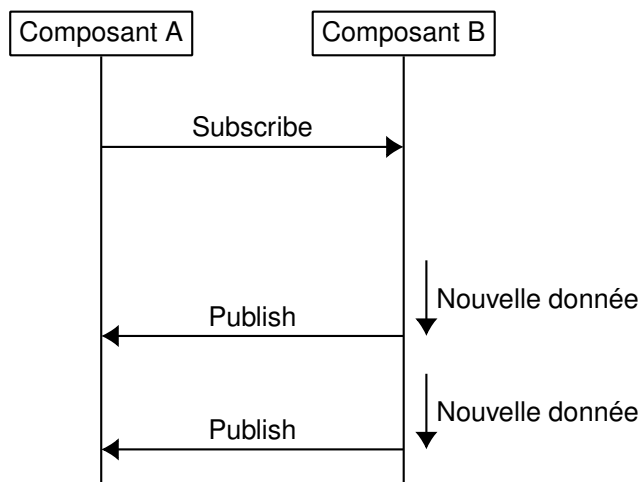 Composant A
Composant B
Subscribe
Nouvelle donnée
Publish
Nouvelle donnée
Publish